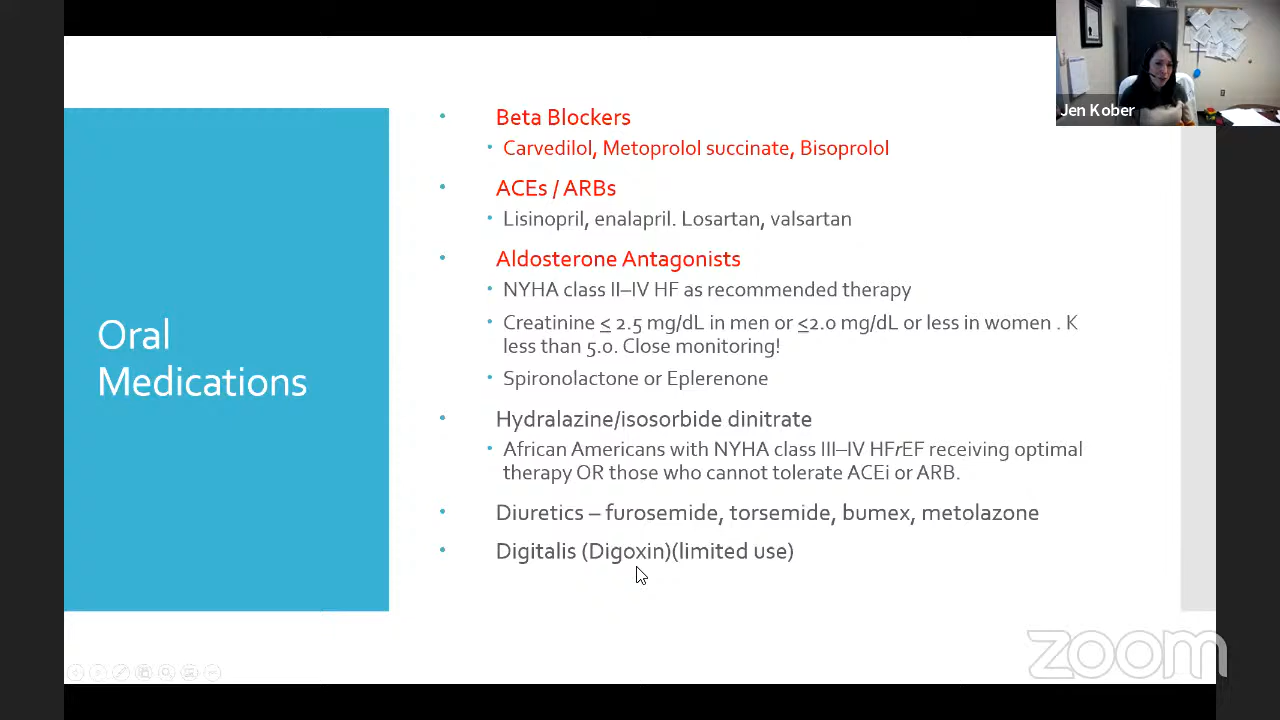 Oral
Medications
Beta Blockers
Carvedilol, Metoprolol succinate, Bisoprolol
ACEs / ARBs
Lisinopril, enalapril. Losartan, valsartan
Aldosterone Antagonists
NYHA class II–IV HF as recommended therapy
Creatinine ≤ 2.5 mg/dL in men or ≤2.0 mg/dL or less in women . K
less than 5.0. Close monitoring!
Spironolactone or Eplerenone
Hydralazine/isosorbide dinitrate
African Americans with NYHA class III–IV HFrEF receiving optimal
therapy OR those who cannot tolerate ACEi or ARB.
Diuretics – furosemide, torsemide, bumex, metolazone
Digitalis (Digoxin)(limited use)
Jen Kober
zoom